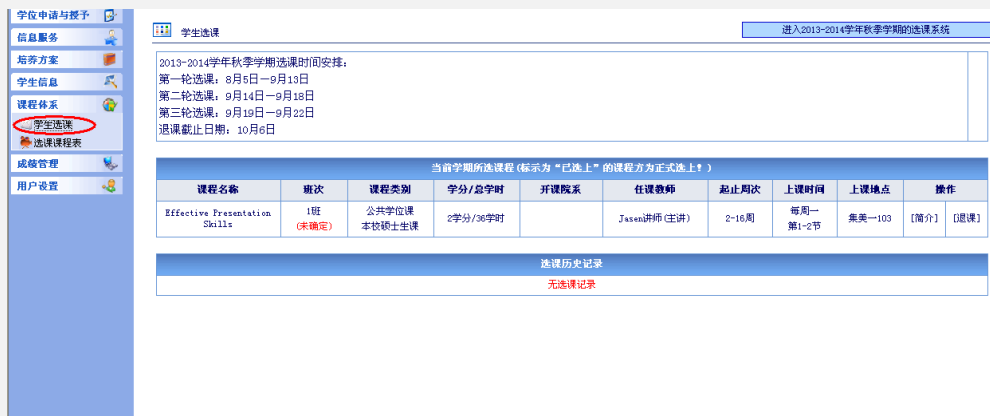 学位申请与授予
信息服务
培养方案
学生信息
课程体系
学生选课
选课课程表
成绩管理
用户设置
学生选课
进入2013-2014学年秋季学期的选课系统
2013-2014学年秋季学期选课时间安排：
第一轮选课：8月5日—9月13日
第二轮选课：9月14日—9月18日
第三轮选课：9月19日—9月22日
退课截止日期：10月6日
当前学期所选课程(标示为“已选上”的课程方为正式选上！)
课程名称 班次 课程类别 学分/总学时 开课院系 任课教师 起止周次 上课时间 上课地点 操作
Effective Presentation Skills 1班 (未确定) 公共学位课 本校硕士生课 2学分/36学时 Jasen讲师(主讲) 2-16周 每周一 第1-2节 集美一103 [简介] [退课]
选课历史记录
无选课记录